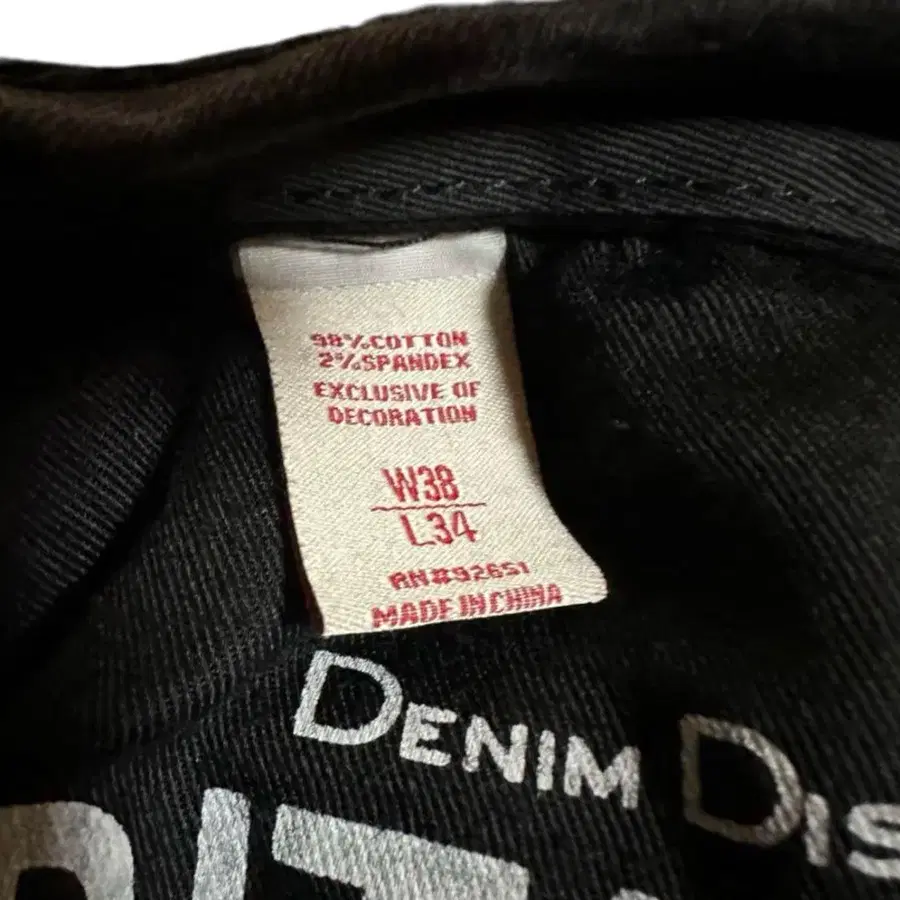 98%COTTON
2%SPANDEX
EXCLUSIVE OF
DECORATION
W38
L34
RN#92651
MADE IN CHINA
DENIM DIS